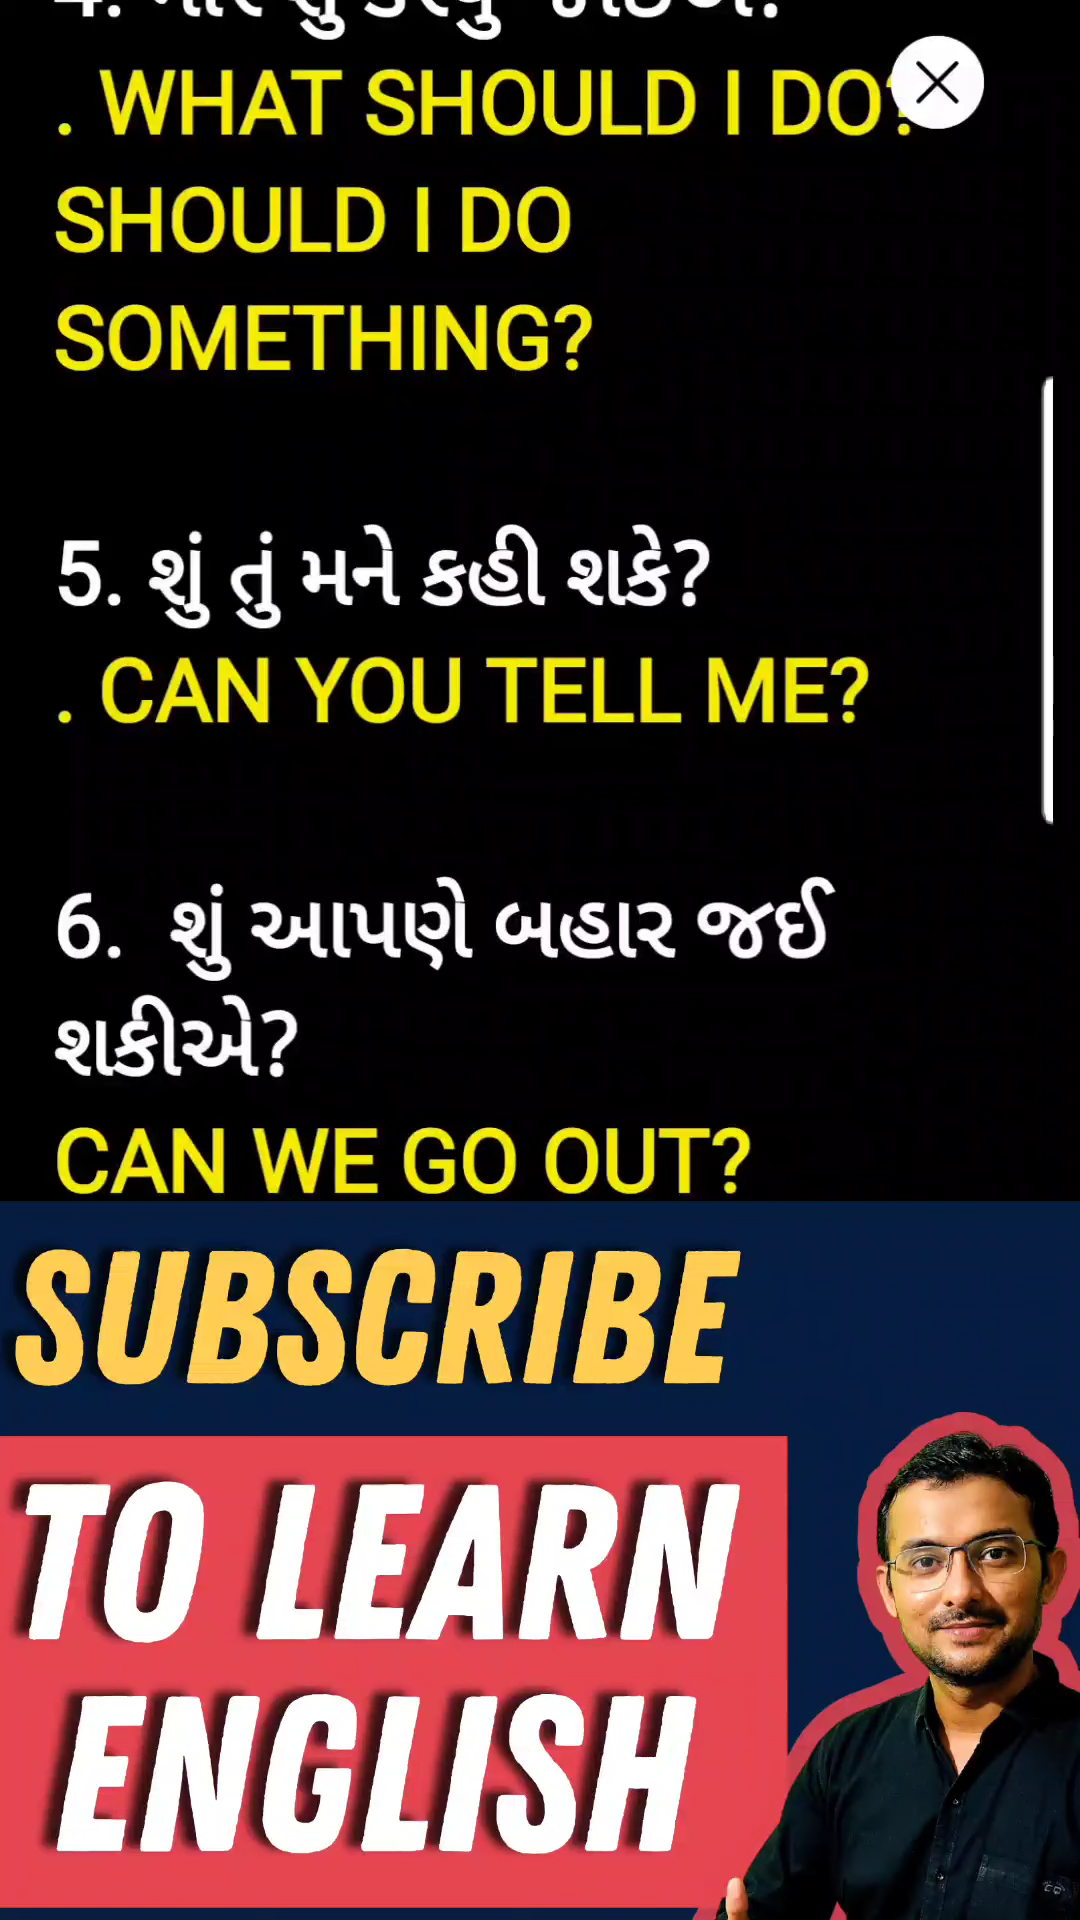 . WHAT SHOULD I DO?
SHOULD I DO
SOMETHING?
5. શું તું મને કહી શકે?
. CAN YOU TELL ME?
6. શું આપણે બહાર જઈ
શકીએ?
CAN WE GO OUT?
SUBSCRIBE
TO LEARN
ENGLISH